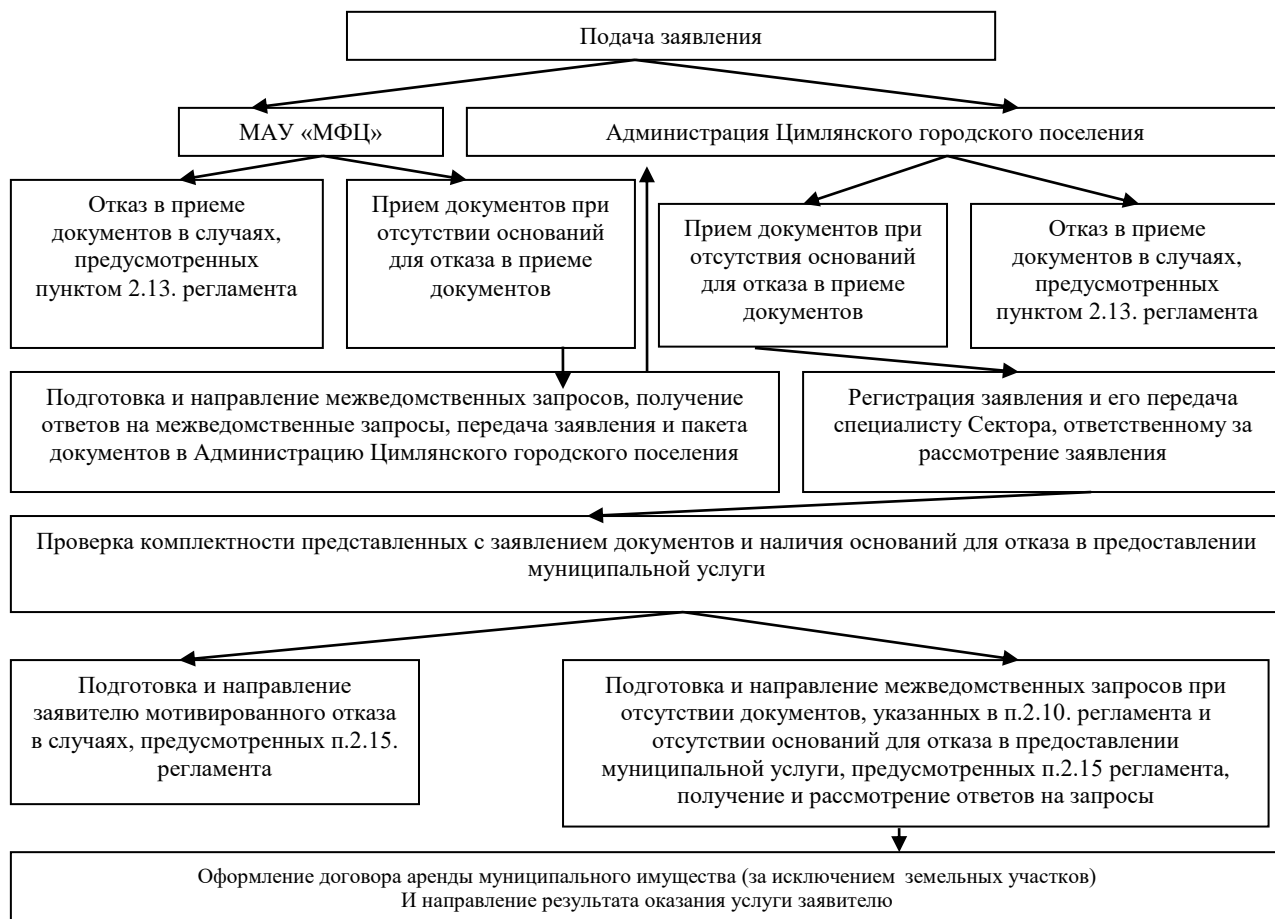 Подача заявления
МАУ «МФЦ»
Администрация Цимлянского городского поселения
Отказ в приеме
документов в случаях,
предусмотренных
пунктом 2.13. регламента
Прием документов при
отсутствии оснований
для отказа в приеме
документов
Прием документов при
отсутствия оснований
для отказа в приеме
документов
Отказ в приеме
документов в случаях,
предусмотренных
пунктом 2.13. регламента
Подготовка и направление межведомственных запросов, получение
ответов на межведомственные запросы, передача заявления и пакета
документов в Администрацию Цимлянского городского поселения
Регистрация заявления и его передача
специалисту Сектора, ответственному за
рассмотрение заявления
Проверка комплектности представленных с заявлением документов и наличия оснований для отказа в предоставлении
муниципальной услуги
Подготовка и направление
заявителю мотивированного отказа
в случаях, предусмотренных п.2.15.
регламента
Подготовка и направление межведомственных запросов при
отсутствии документов, указанных в п.2.10. регламента и
отсутствии оснований для отказа в предоставлении
муниципальной услуги, предусмотренных п.2.15 регламента,
получение и рассмотрение ответов на запросы
Оформление договора аренды муниципального имущества (за исключением земельных участков)
И направление результата оказания услуги заявителю